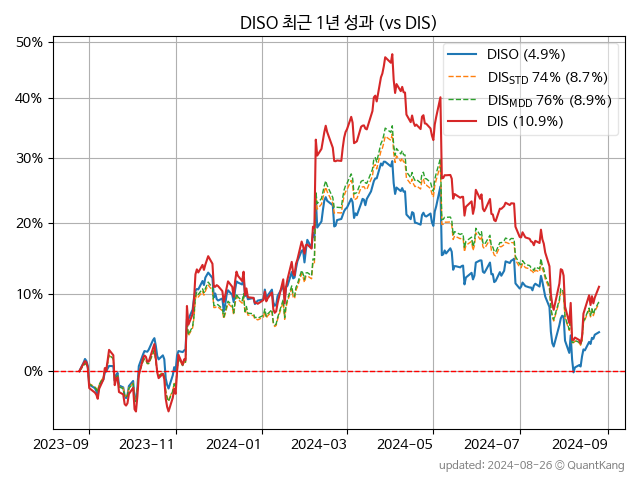 DISO 최근 1년 성과 (vs DIS)
50%
40%
30%
20%
10%
0%
DISO (4.9%)
DIS_STD 74% (8.7%)
DIS_MDD 76% (8.9%)
DIS (10.9%)
2023-09
2023-11
2024-01
2024-03
2024-05
2024-07
2024-09
updated: 2024-08-26 © QuantKang